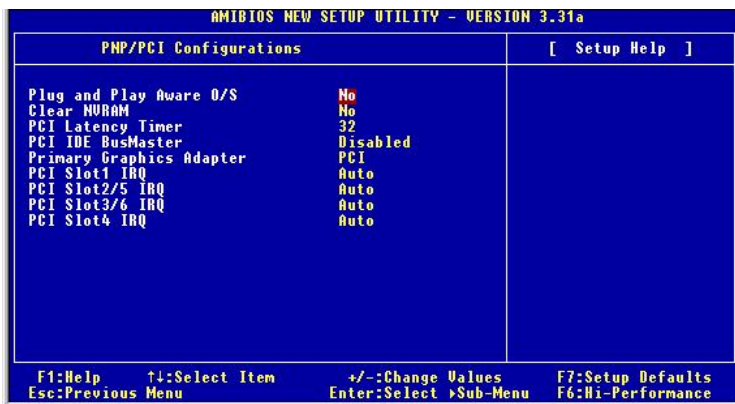 AMIBIOS NEW SETUP UTILITY - VERSION 3.31a
PNP/PCI Configurations [ Setup Help ]
Plug and Play Aware O/S No
Clear NVRAM No
PCI Latency Timer 32
PCI IDE BusMaster Disabled
Primary Graphics Adapter PCI
PCI Slot1 IRQ Auto
PCI Slot2/5 IRQ Auto
PCI Slot3/6 IRQ Auto
PCI Slot4 IRQ Auto
F1:Help ↑↓:Select Item +/-:Change Values F7:Setup Defaults
Esc:Previous Menu Enter:Select ▸Sub-Menu F6:Hi-Performance